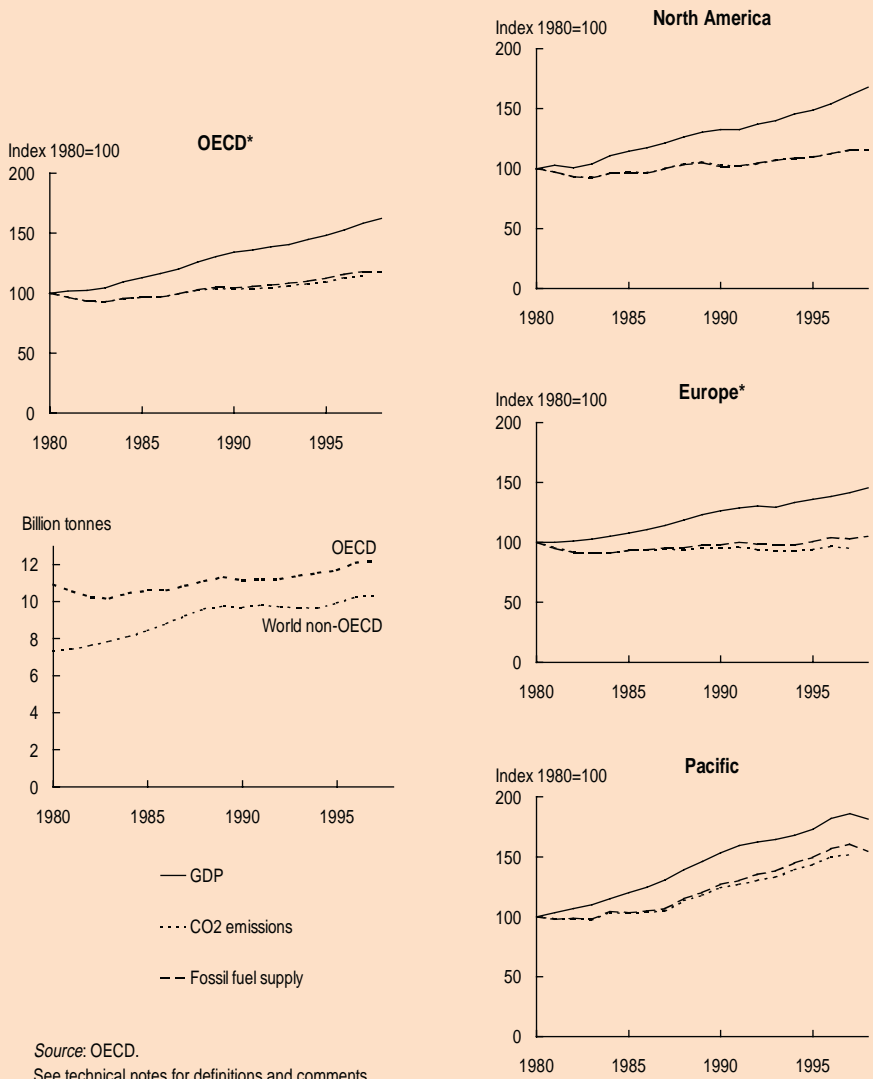 OECD*
Index 1980=100
200
150
100
50
0
1980 1985 1990 1995
Billion tonnes
12
10
8
6
4
2
0
OECD
World non-OECD
1980 1985 1990 1995
GDP
CO2 emissions
Fossil fuel supply
Source: OECD.
See technical notes for definitions and comments
North America
Index 1980=100
200
150
100
50
0
1980 1985 1990 1995
Europe*
Index 1980=100
200
150
100
50
0
1980 1985 1990 1995
Pacific
Index 1980=100
200
150
100
50
0
1980 1985 1990 1995